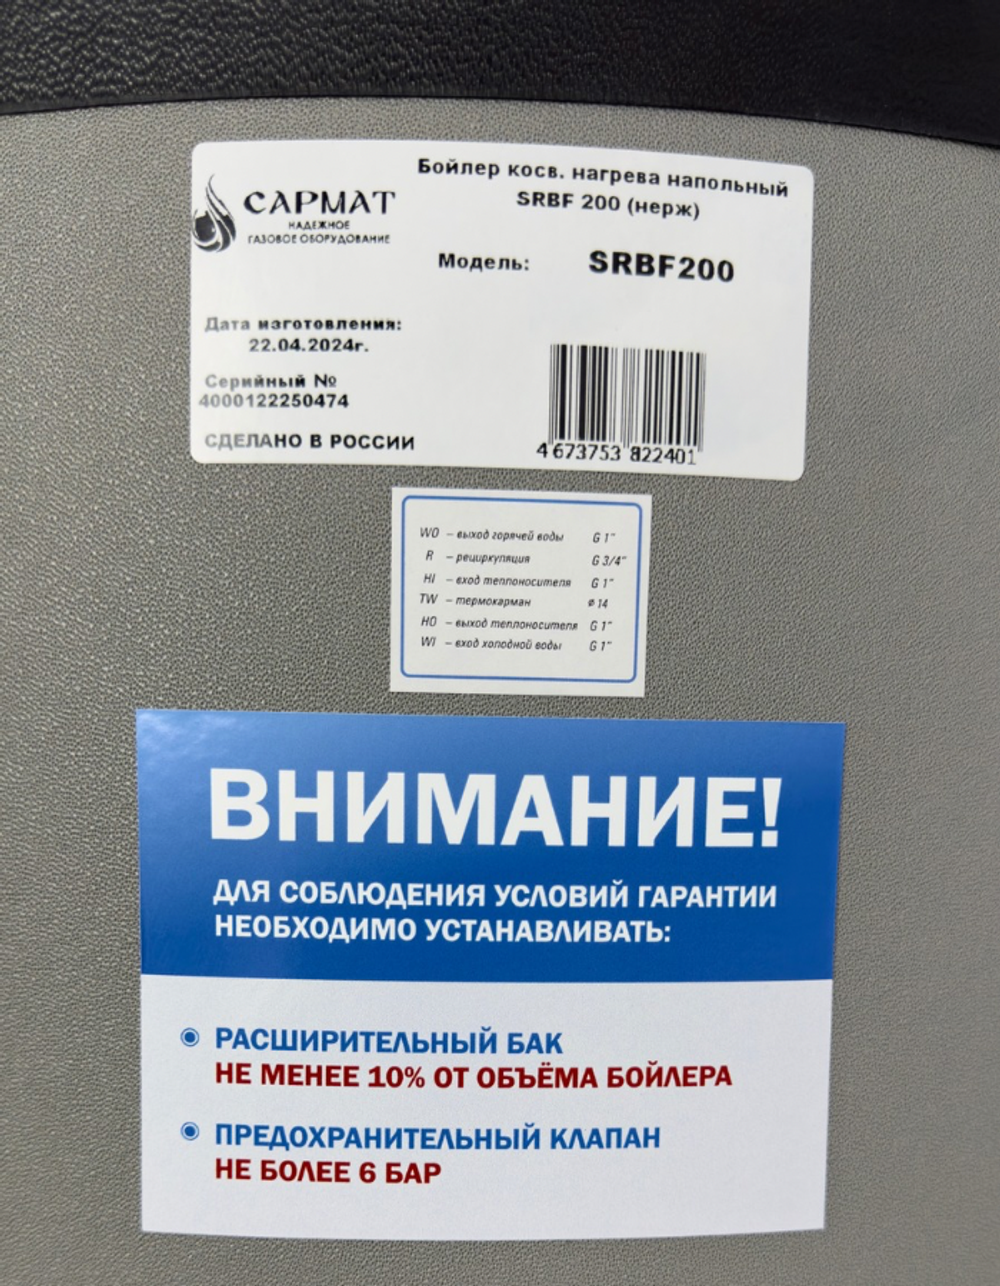 САРМАТ
НАДЕЖНОЕ
ГАЗОВОЕ ОБОРУДОВАНИЕ
Бойлер косв. нагрева напольный
SRBF 200 (нерж)
Модель: SRBF200
Дата изготовления:
22.04.2024г.
Серийный №
4000122250474
СДЕЛАНО В РОССИИ
4 673753 822401
WO – выход горячей воды G 1"
R – рециркуляция G 3/4"
HI – вход теплоносителя G 1"
TW – термокарман ø 14
HO – выход теплоносителя G 1"
WI – вход холодной воды G 1"
ВНИМАНИЕ!
ДЛЯ СОБЛЮДЕНИЯ УСЛОВИЙ ГАРАНТИИ
НЕОБХОДИМО УСТАНАВЛИВАТЬ:
РАСШИРИТЕЛЬНЫЙ БАК
НЕ МЕНЕЕ 10% ОТ ОБЪЁМА БОЙЛЕРА
ПРЕДОХРАНИТЕЛЬНЫЙ КЛАПАН
НЕ БОЛЕЕ 6 БАР